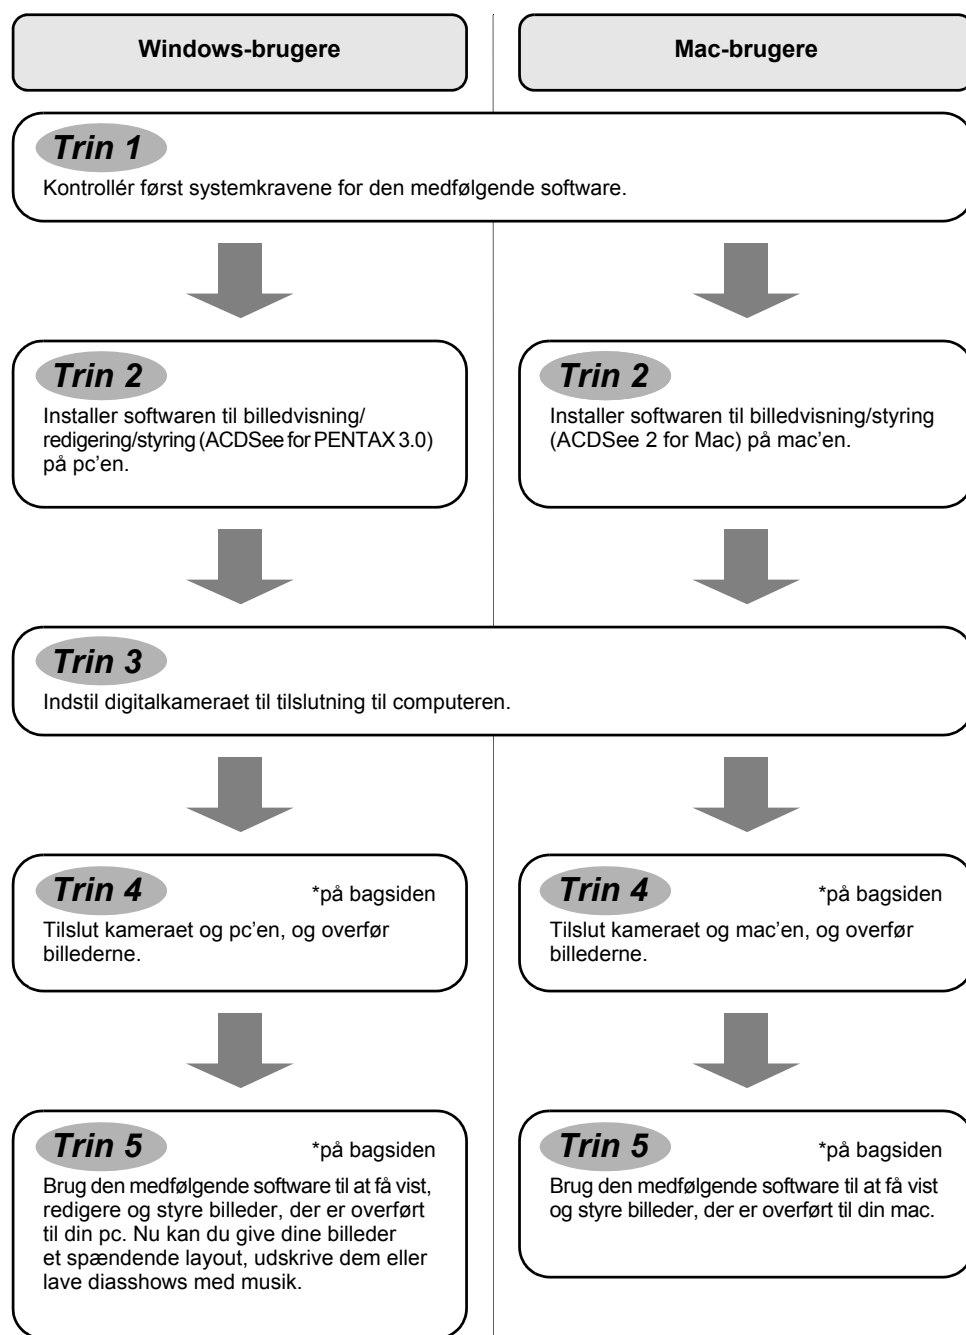 Windows-brugere
Mac-brugere
Trin 1
Kontrollér først systemkravene for den medfølgende software.
Trin 2
Installer softwaren til billedvisning/
redigering/styring (ACDSee for PENTAX 3.0)
på pc’en.
Trin 2
Installer softwaren til billedvisning/styring
(ACDSee 2 for Mac) på mac’en.
Trin 3
Indstil digitalkameraet til tilslutning til computeren.
Trin 4 *på bagsiden
Tilslut kameraet og pc’en, og overfør
billederne.
Trin 4 *på bagsiden
Tilslut kameraet og mac’en, og overfør
billederne.
Trin 5 *på bagsiden
Brug den medfølgende software til at få vist,
redigere og styre billeder, der er overført
til din pc. Nu kan du give dine billeder
et spændende layout, udskrive dem eller
lave diasshows med musik.
Trin 5 *på bagsiden
Brug den medfølgende software til at få vist
og styre billeder, der er overført til din mac.